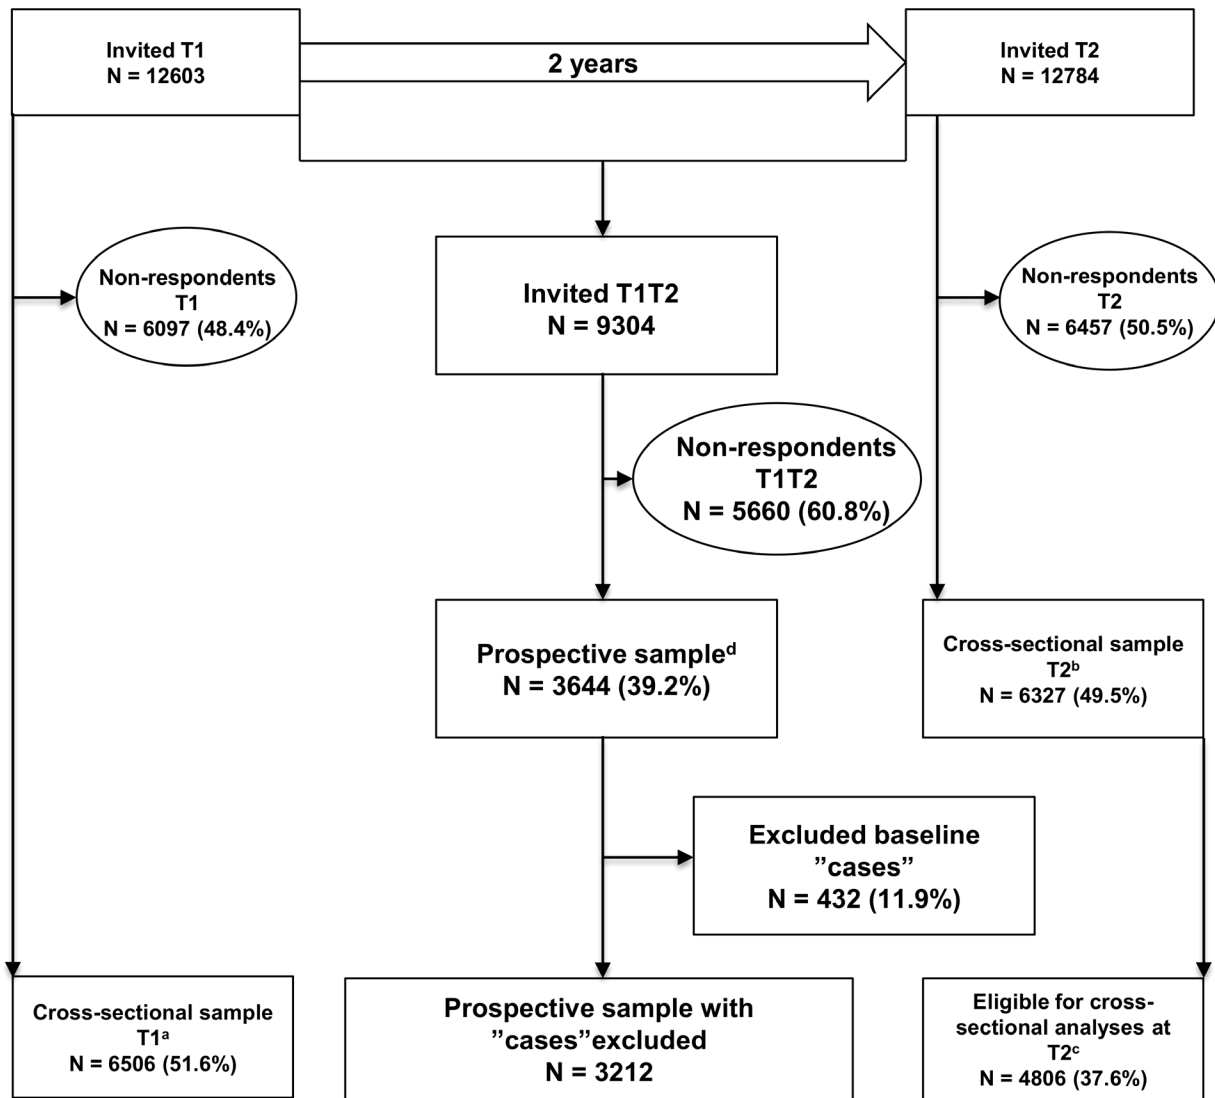 Invited T1
N = 12603
2 years
Invited T2
N = 12784
Non-respondents
T1
N = 6097 (48.4%)
Invited T1T2
N = 9304
Non-respondents
T2
N = 6457 (50.5%)
Non-respondents
T1T2
N = 5660 (60.8%)
Prospective sampleᵈ
N = 3644 (39.2%)
Cross-sectional sample
T2ᵇ
N = 6327 (49.5%)
Excluded baseline
”cases”
N = 432 (11.9%)
Cross-sectional sample
T1ᵃ
N = 6506 (51.6%)
Prospective sample with
”cases”excluded
N = 3212
Eligible for cross-
sectional analyses at
T2ᶜ
N = 4806 (37.6%)